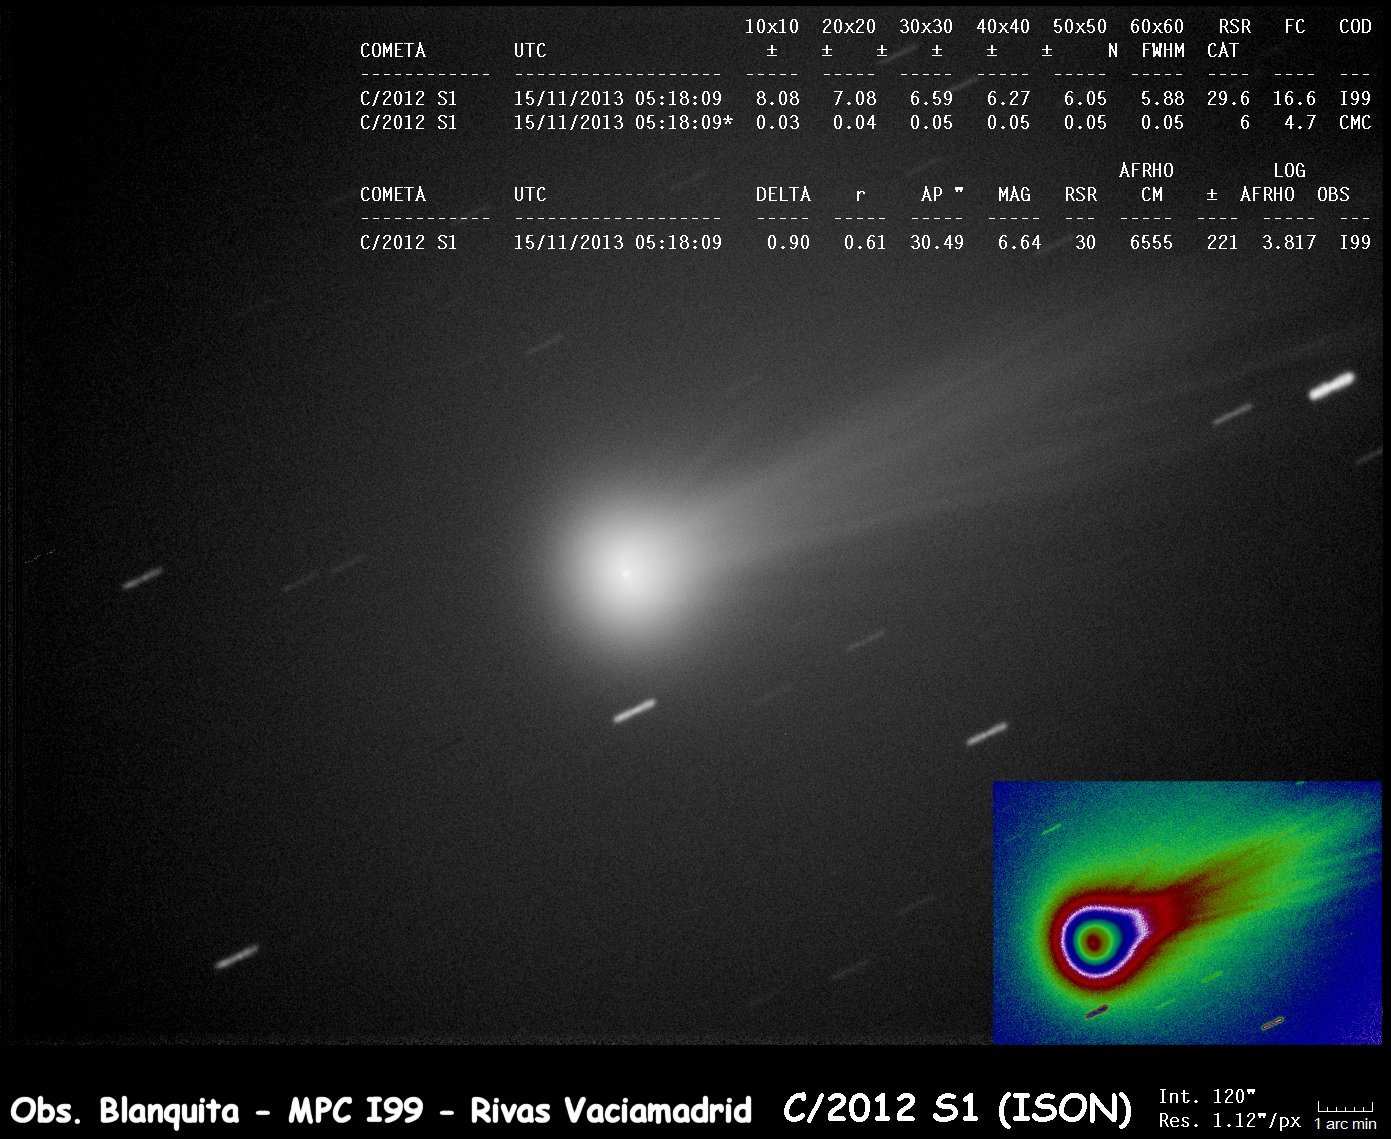 10x10 20x20 30x30 40x40 50x50 60x60 RSR FC COD
COMETA UTC ± ± ± ± ± ± N FWHM CAT
------------ ------------------- ----- ----- ----- ----- ----- ----- ---- ---- ---
C/2012 S1 15/11/2013 05:18:09 8.08 7.08 6.59 6.27 6.05 5.88 29.6 16.6 I99
C/2012 S1 15/11/2013 05:18:09* 0.03 0.04 0.05 0.05 0.05 0.05 6 4.7 CMC
AFRHO LOG
COMETA UTC DELTA r AP " MAG RSR CM ± AFRHO OBS
------------ ------------------- ----- ----- ----- ----- --- ----- ---- ----- ---
C/2012 S1 15/11/2013 05:18:09 0.90 0.61 30.49 6.64 30 6555 221 3.817 I99
Obs. Blanquita - MPC I99 - Rivas Vaciamadrid C/2012 S1 (ISON)
Int. 120"
Res. 1.12"/px
1 arc min